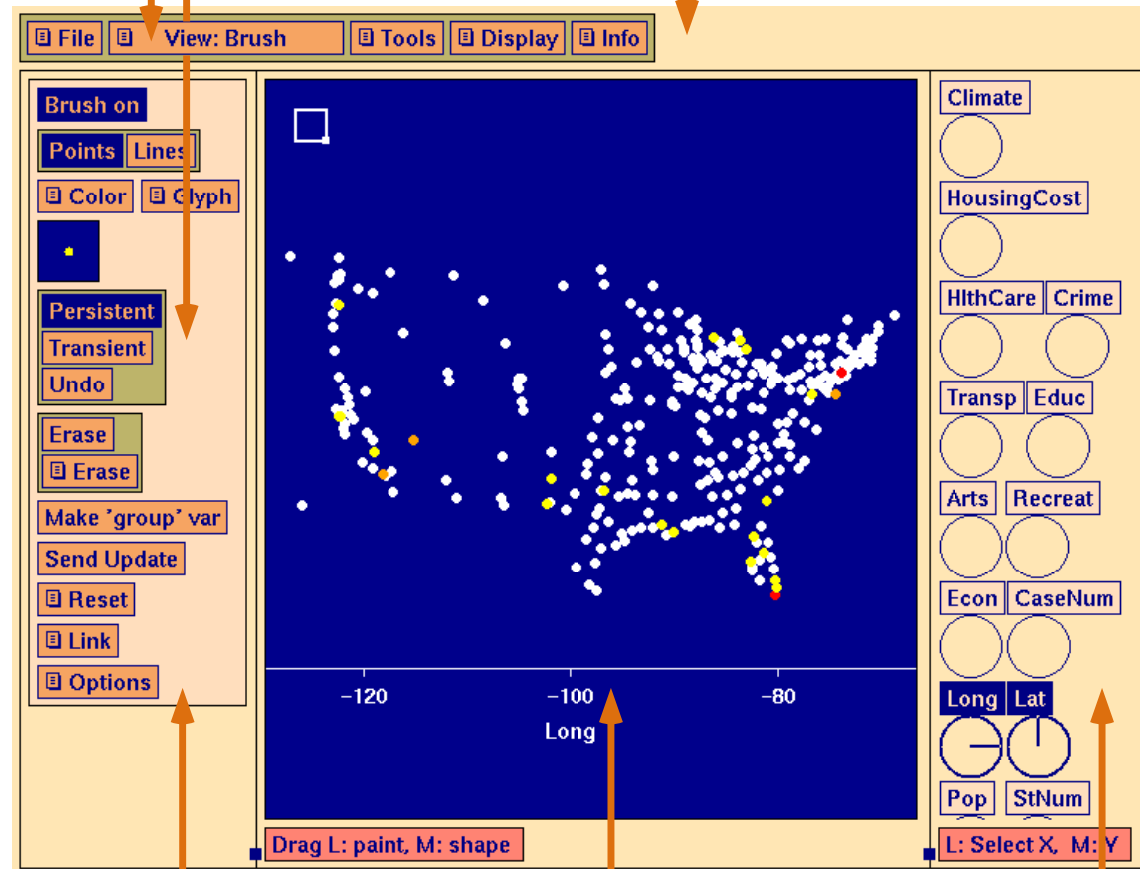 File View: Brush Tools Display Info
Brush on
Points Lines
Color Glyph
Persistent
Transient
Undo
Erase
Erase
Make 'group' var
Send Update
Reset
Link
Options
-120 -100 -80
Long
Drag L: paint, M: shape
Climate
HousingCost
HlthCare Crime
Transp Educ
Arts Recreat
Econ CaseNum
Long Lat
Pop StNum
L: Select X, M: Y